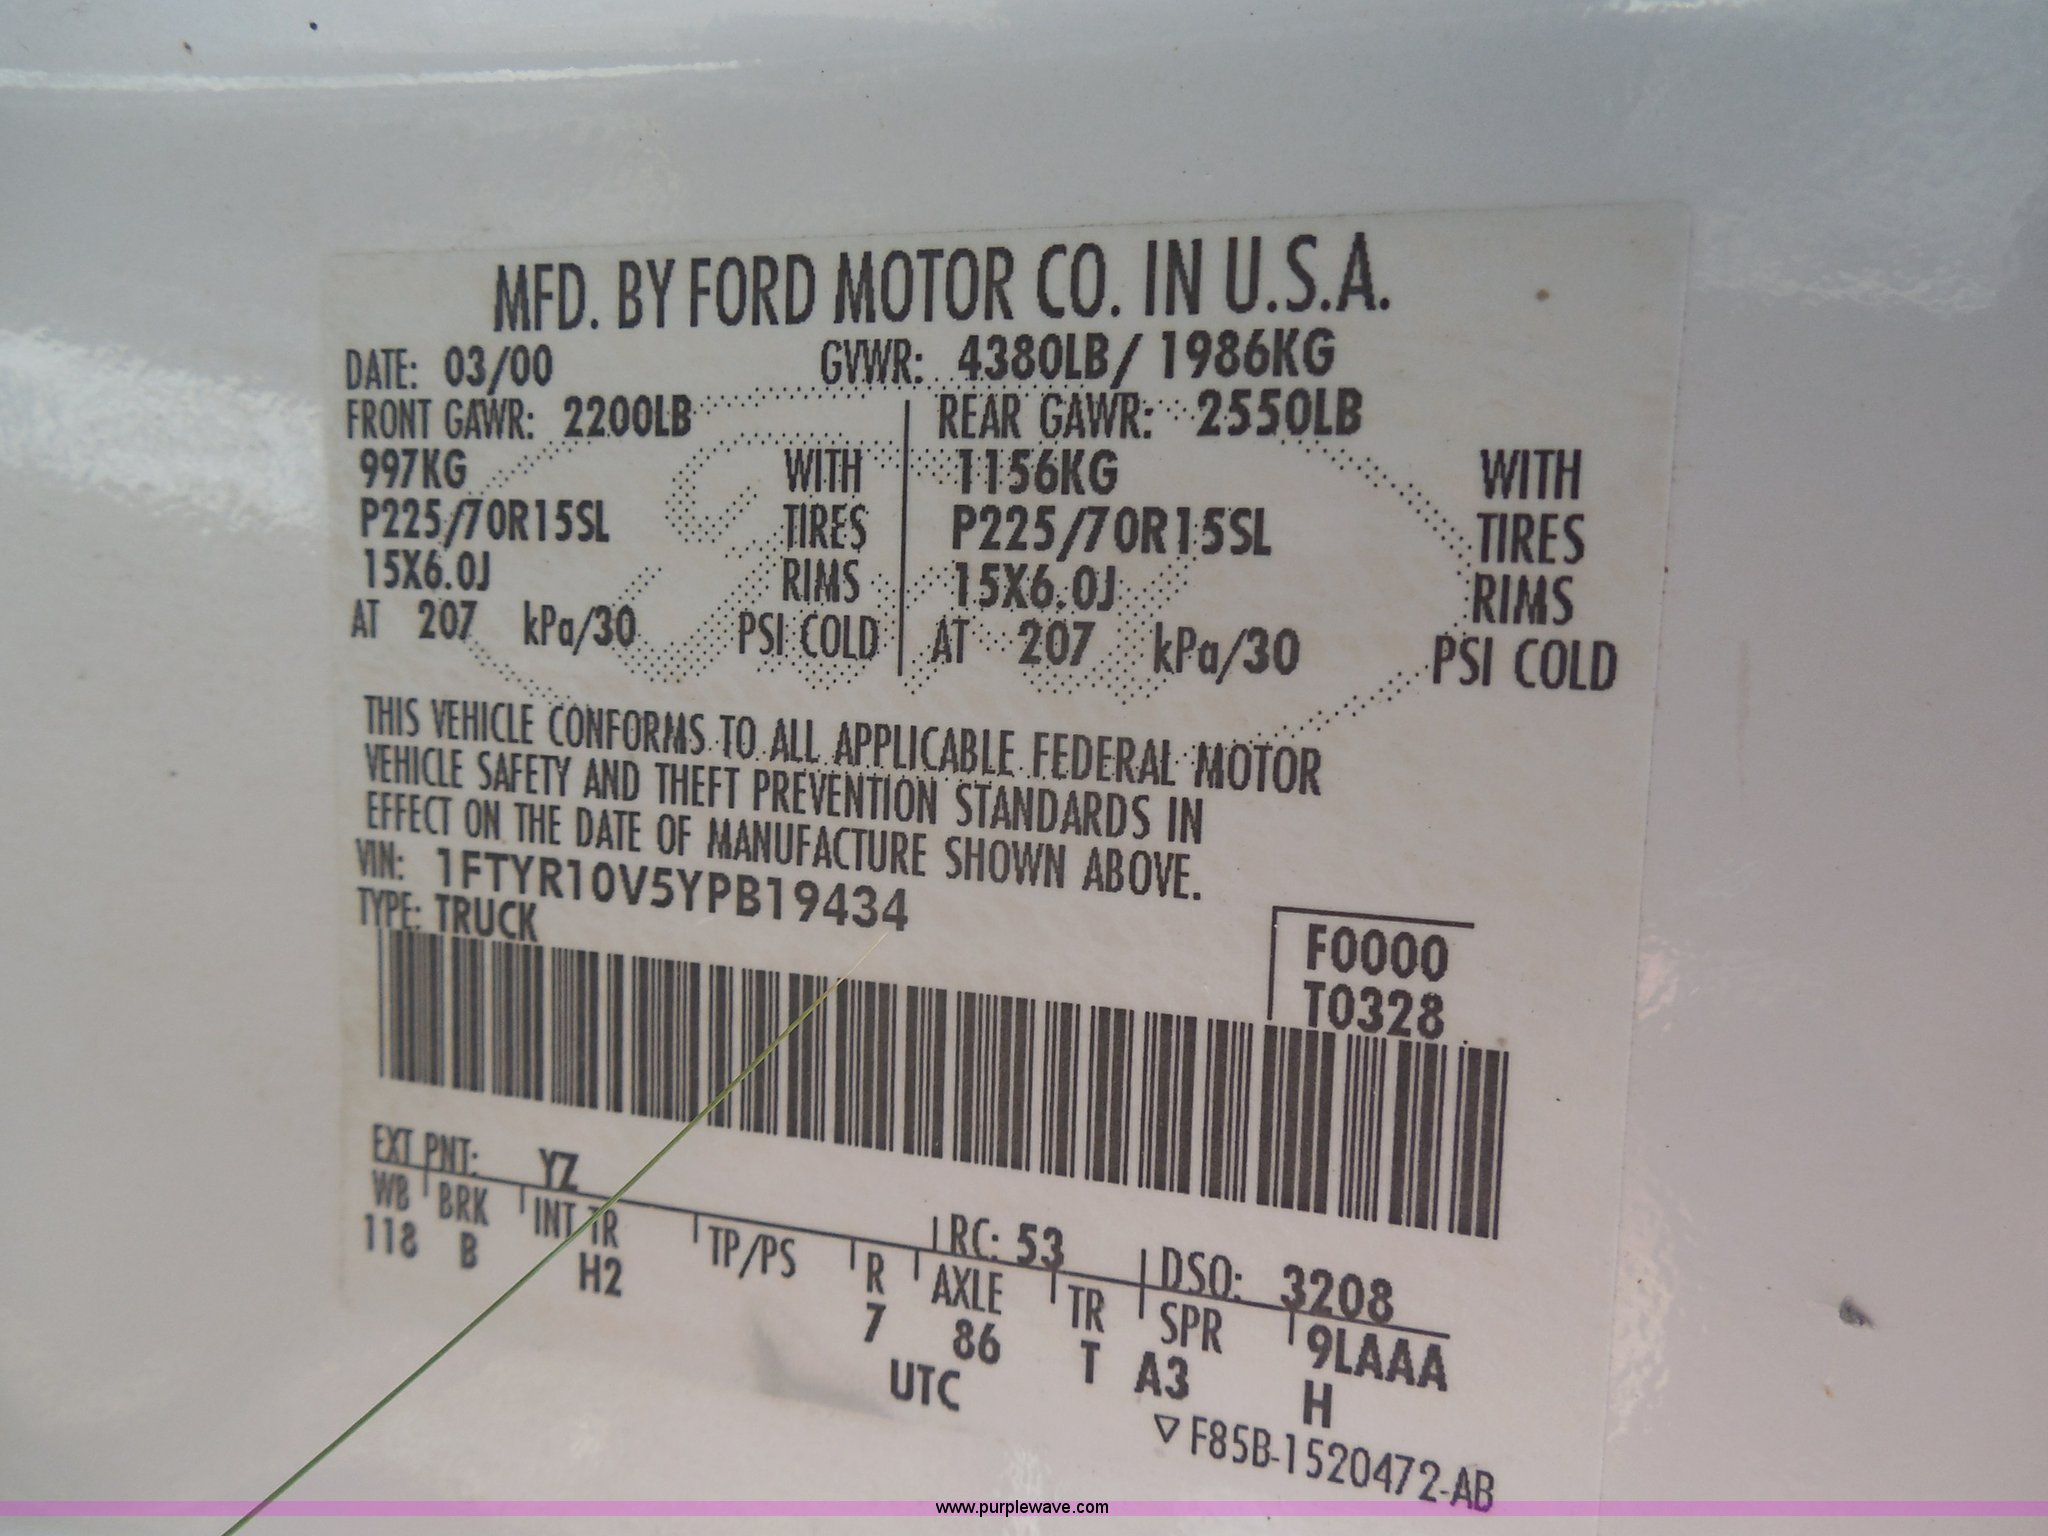 MFD. BY FORD MOTOR CO. IN U.S.A.
DATE: 03/00 GVWR: 4380LB/ 1986KG
FRONT GAWR: 2200LB REAR GAWR: 2550LB
997KG WITH 1156KG WITH
P225/70R15SL TIRES P225/70R15SL TIRES
15X6.0J RIMS 15X6.0J RIMS
AT 207 kPa/30 PSI COLD AT 207 kPa/30 PSI COLD
THIS VEHICLE CONFORMS TO ALL APPLICABLE FEDERAL MOTOR
VEHICLE SAFETY AND THEFT PREVENTION STANDARDS IN
EFFECT ON THE DATE OF MANUFACTURE SHOWN ABOVE.
VIN: 1FTYR10V5YPB19434
TYPE: TRUCK
F0000
T0328
EXT PNT: YZ RC: 53 DSO: 3208
WB BRK INT TR TP/PS R AXLE TR SPR 9LAAA
118 B H2 7 86 T A3 H
UTC
▽ F85B-1520472-AB
Ford
www.purplewave.com